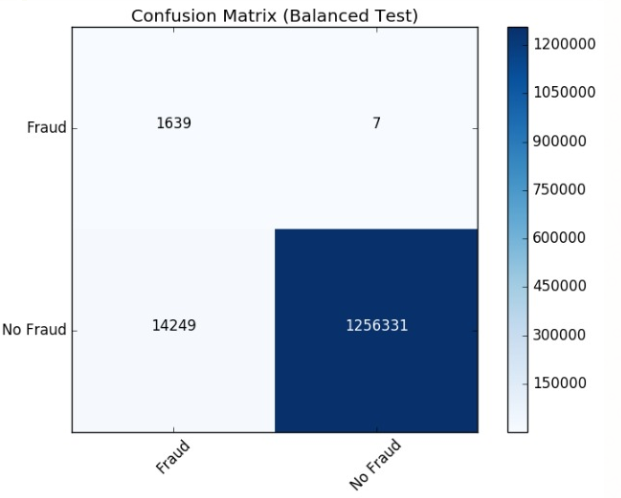 Confusion Matrix (Balanced Test)
Fraud
1639
7
No Fraud
14249
1256331
Fraud
No Fraud
1200000
1050000
900000
750000
600000
450000
300000
150000